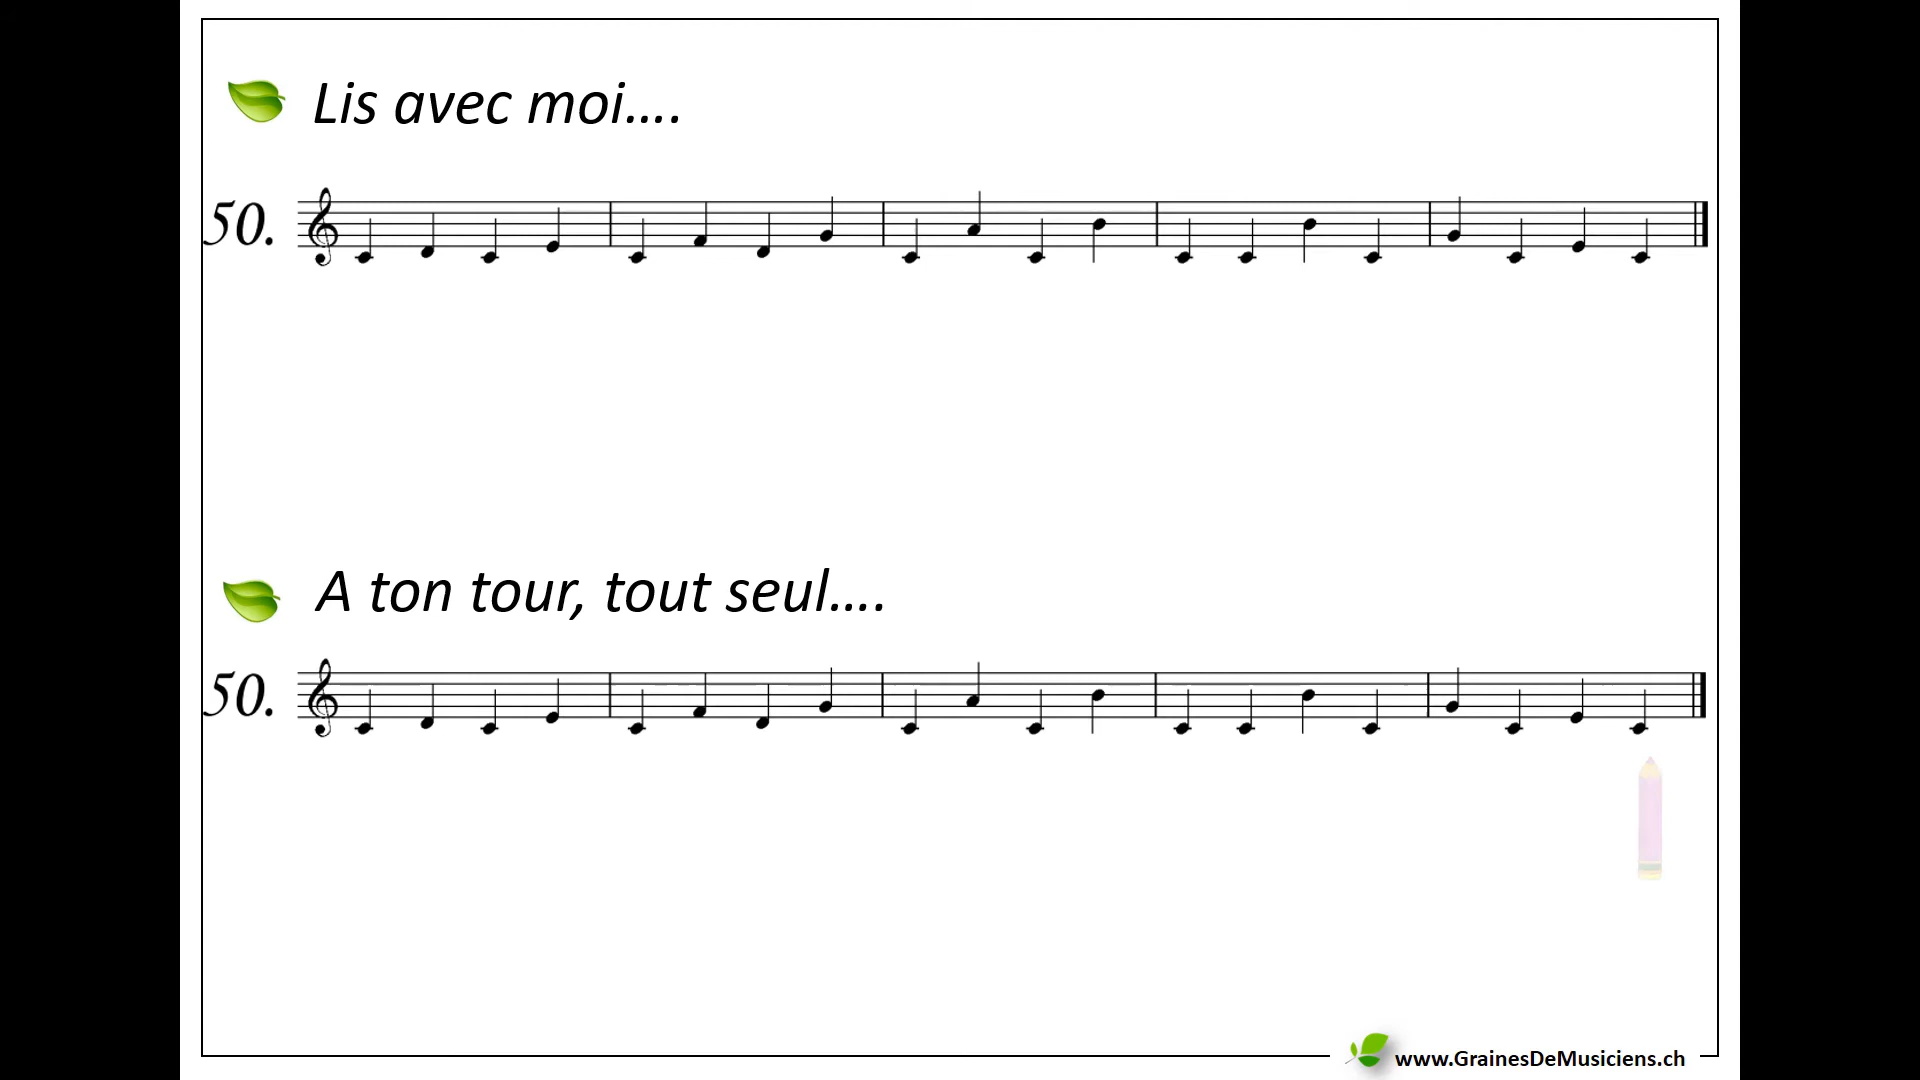 Lis avec moi....
50.
A ton tour, tout seul....
50.
www.GrainesDeMusiciens.ch